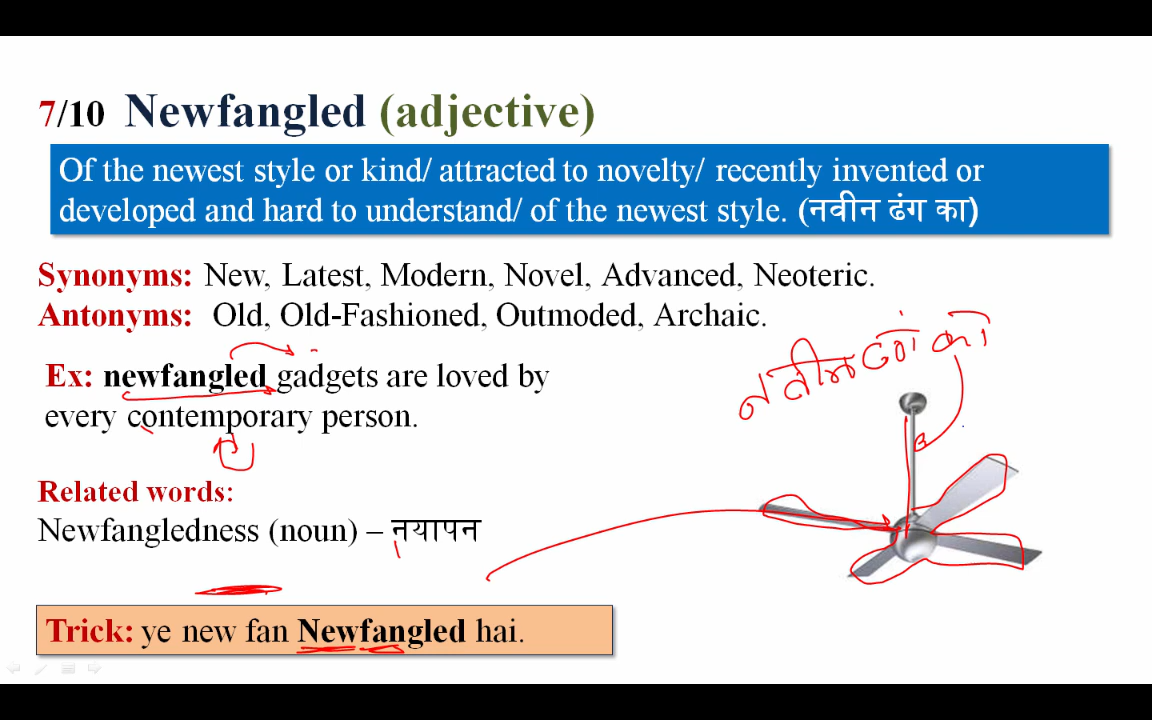 7/10 Newfangled (adjective)
Of the newest style or kind/ attracted to novelty/ recently invented or
developed and hard to understand/ of the newest style. (नवीन ढंग का)
Synonyms: New, Latest, Modern, Novel, Advanced, Neoteric.
Antonyms: Old, Old-Fashioned, Outmoded, Archaic.
नवीन ढंग का
Ex: newfangled gadgets are loved by
every contemporary person.
Related words:
Newfangledness (noun) – नयापन
Trick: ye new fan Newfangled hai.